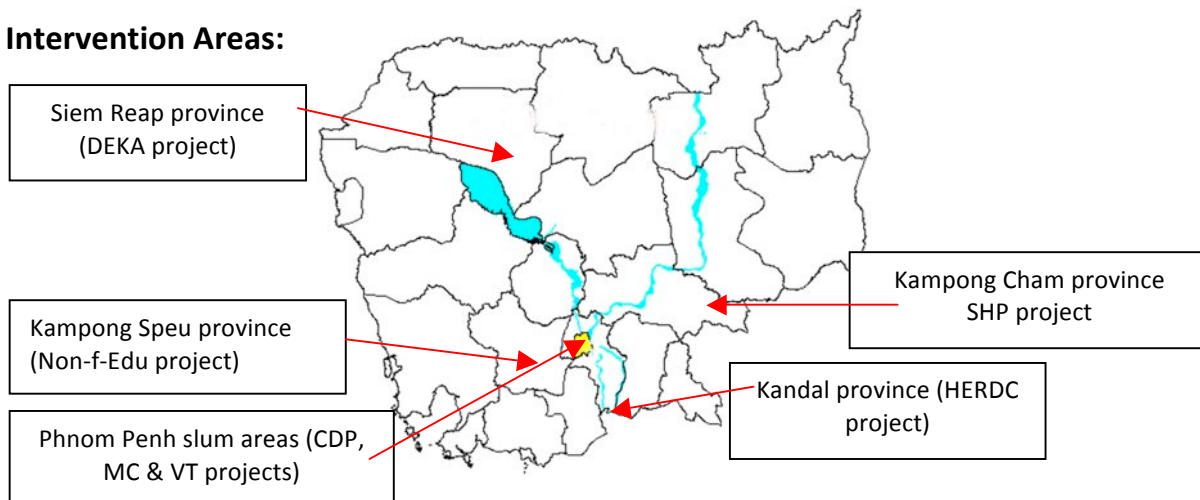 Intervention Areas:
Siem Reap province
(DEKA project)
Kampong Cham province
SHP project
Kampong Speu province
(Non-f-Edu project)
Kandal province (HERDC
project)
Phnom Penh slum areas (CDP,
MC & VT projects)